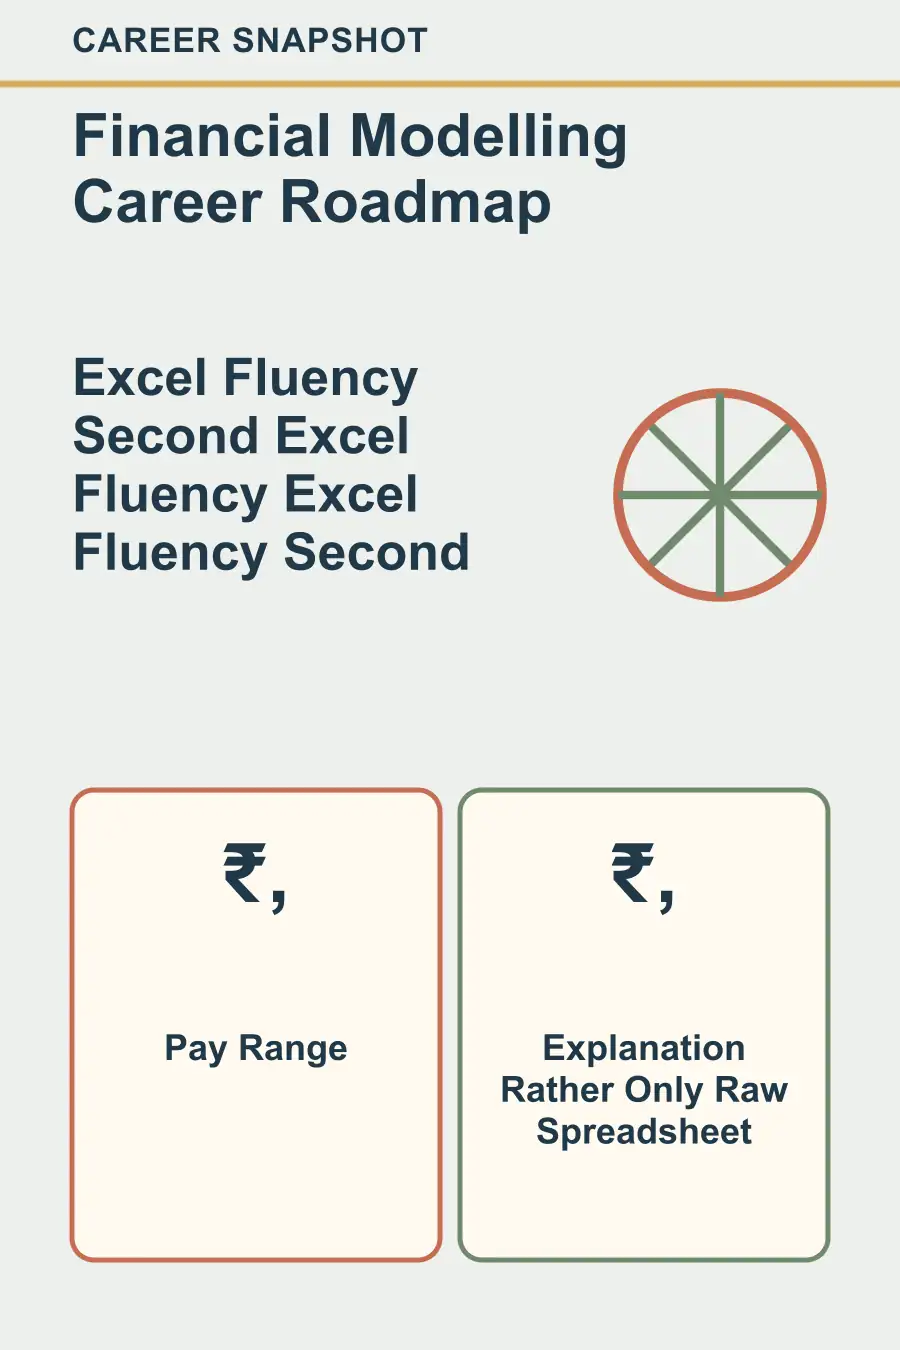 CAREER SNAPSHOT
Financial Modelling
Career Roadmap
Excel Fluency
Second Excel
Fluency Excel
Fluency Second
₹,
Pay Range
₹,
Explanation
Rather Only Raw
Spreadsheet